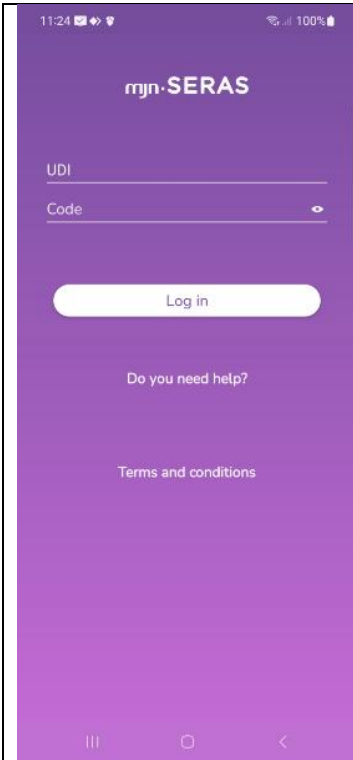 11:24 100%
mjn·SERAS
UDI
Code
Log in
Do you need help?
Terms and conditions